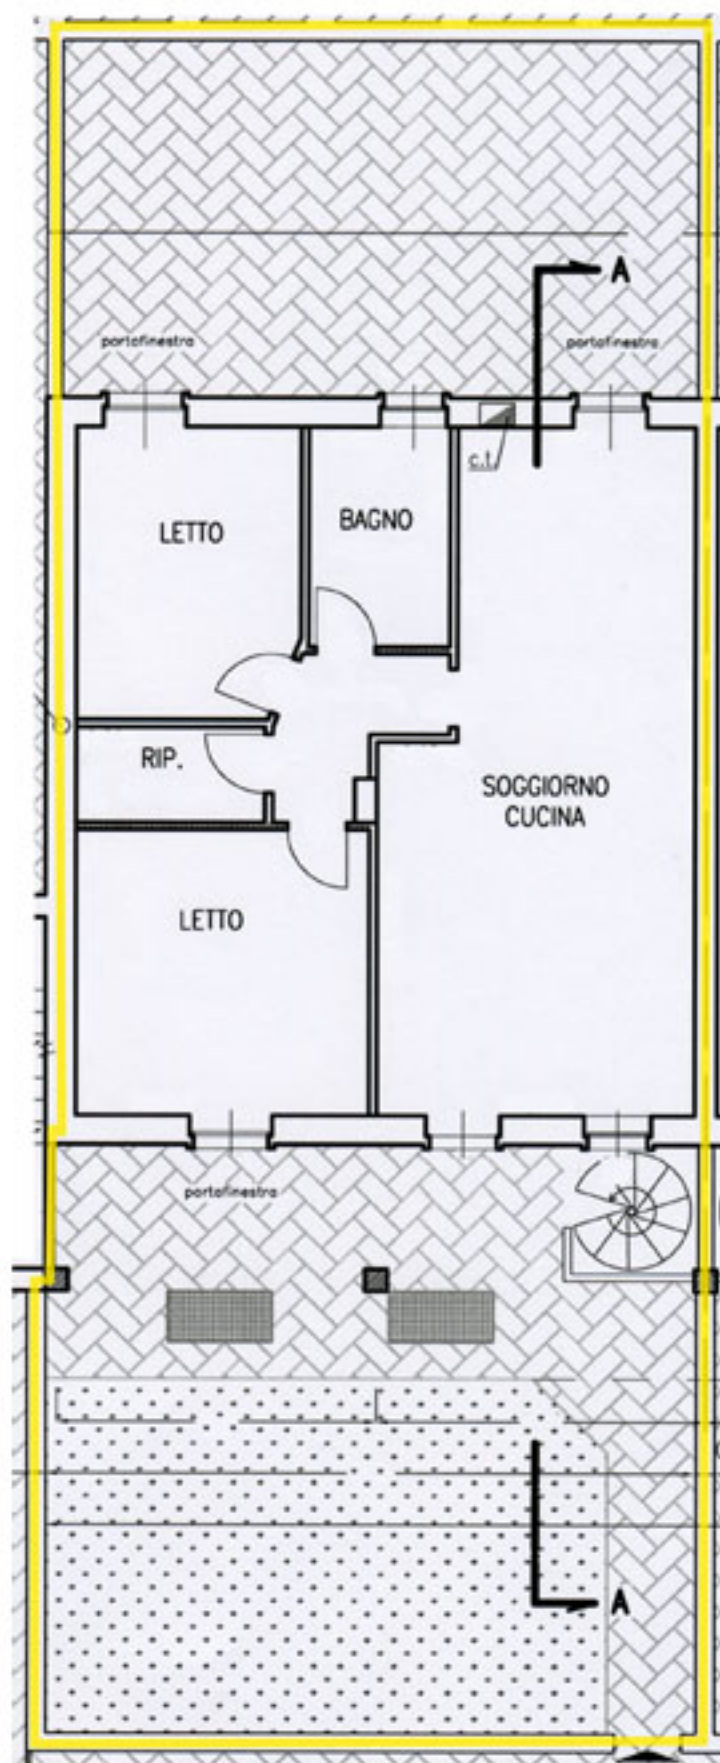 A
portafinestra
portafinestra
c.t.
LETTO
BAGNO
RIP.
SOGGIORNO
CUCINA
LETTO
portafinestra
A